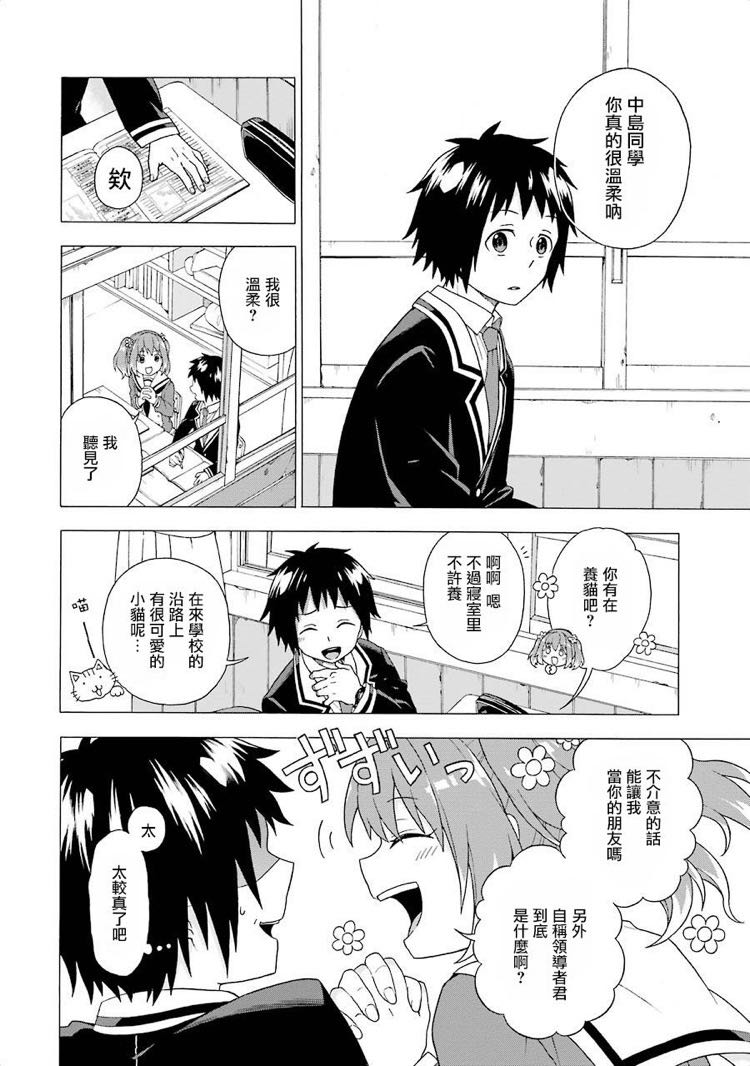 中島同學
你真的很溫柔吶
欸
我很
溫柔?
我
聽見了
你有在
養貓吧?
啊啊 嗯
不過寢室里
不許養
在來學校的
沿路上
有很可愛的
小貓呢…
喵—
不介意的話
能讓我
當你的朋友嗎
另外
自稱領導者君
到底
是什麼啊?
ずずいっ
太
太較真了吧
……